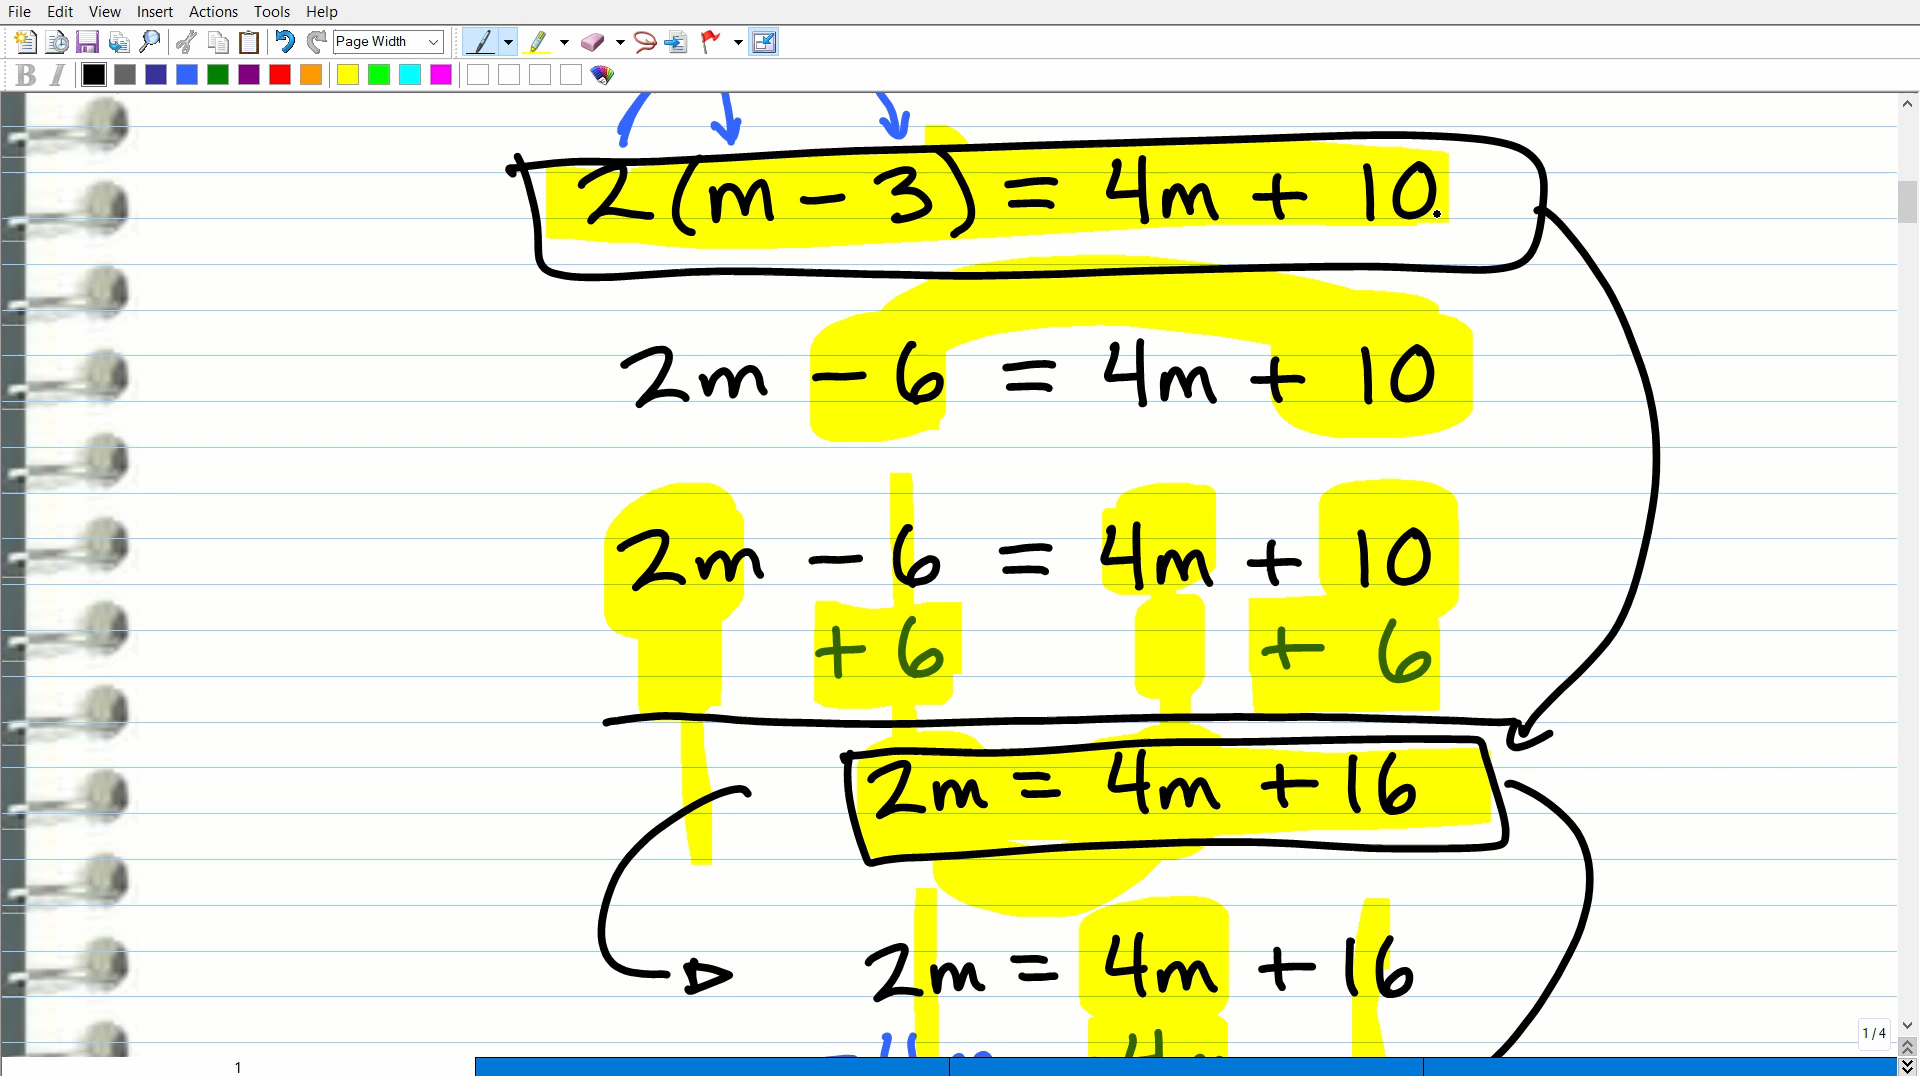 File Edit View Insert Actions Tools Help
Page Width
B I
2(m - 3) = 4m + 10
2m - 6 = 4m + 10
2m - 6 = 4m + 10
+ 6 + 6
2m = 4m + 16
2m = 4m + 16
1 / 4
1